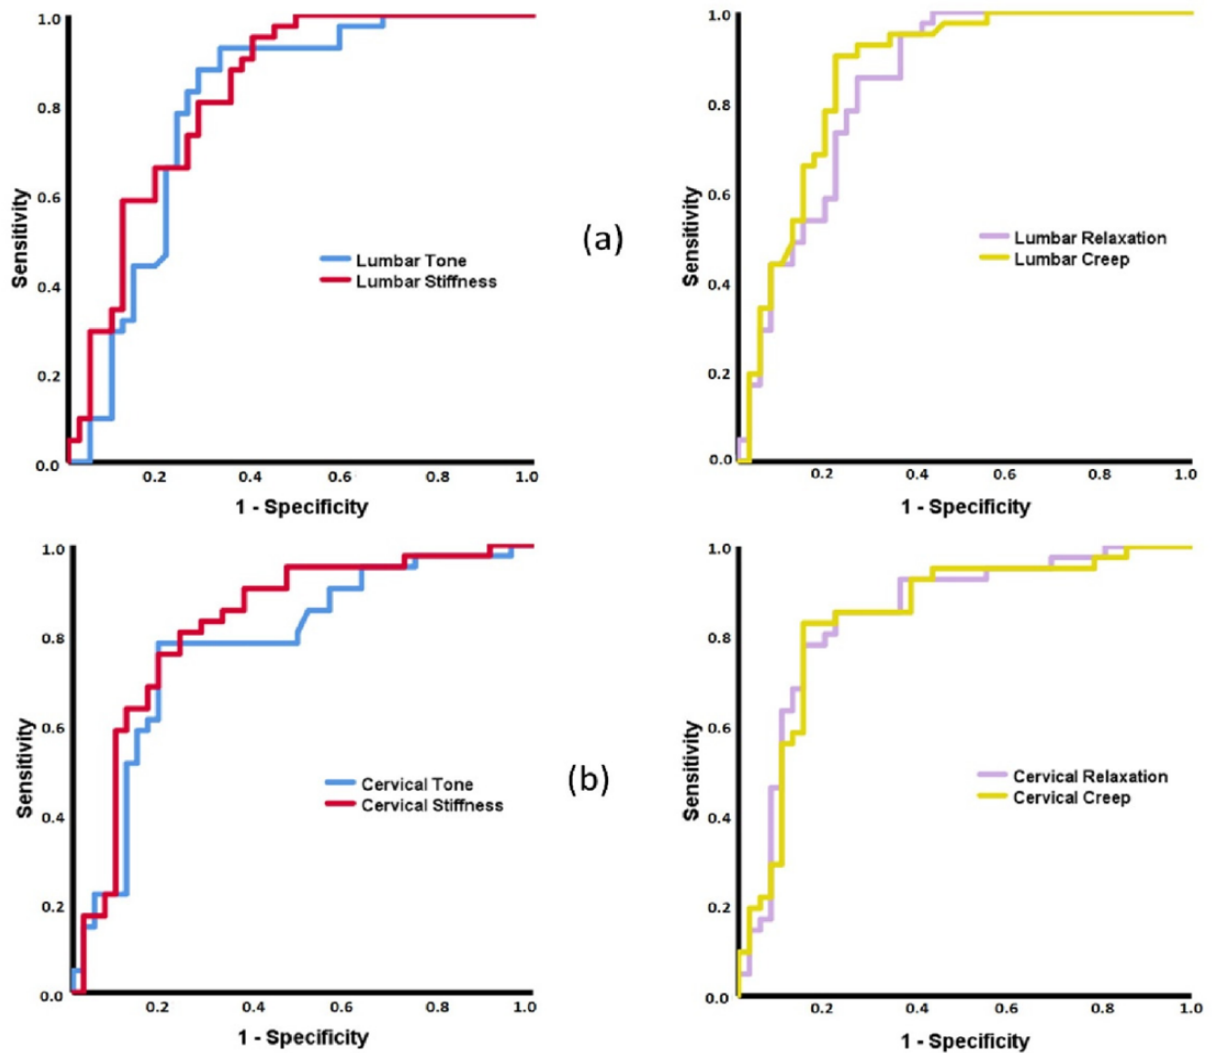 1.0
0.8
0.6
0.4
0.2
0.0
Sensitivity
0.2
0.4
0.6
0.8
1.0
1 - Specificity
Lumbar Tone
Lumbar Stiffness
(a)
1.0
0.8
0.6
0.4
0.2
0.0
Sensitivity
0.2
0.4
0.6
0.8
1.0
1 - Specificity
Lumbar Relaxation
Lumbar Creep
1.0
0.8
0.6
0.4
0.2
0.0
Sensitivity
0.2
0.4
0.6
0.8
1.0
1 - Specificity
Cervical Tone
Cervical Stiffness
(b)
1.0
0.8
0.6
0.4
0.2
0.0
Sensitivity
0.2
0.4
0.6
0.8
1.0
1 - Specificity
Cervical Relaxation
Cervical Creep